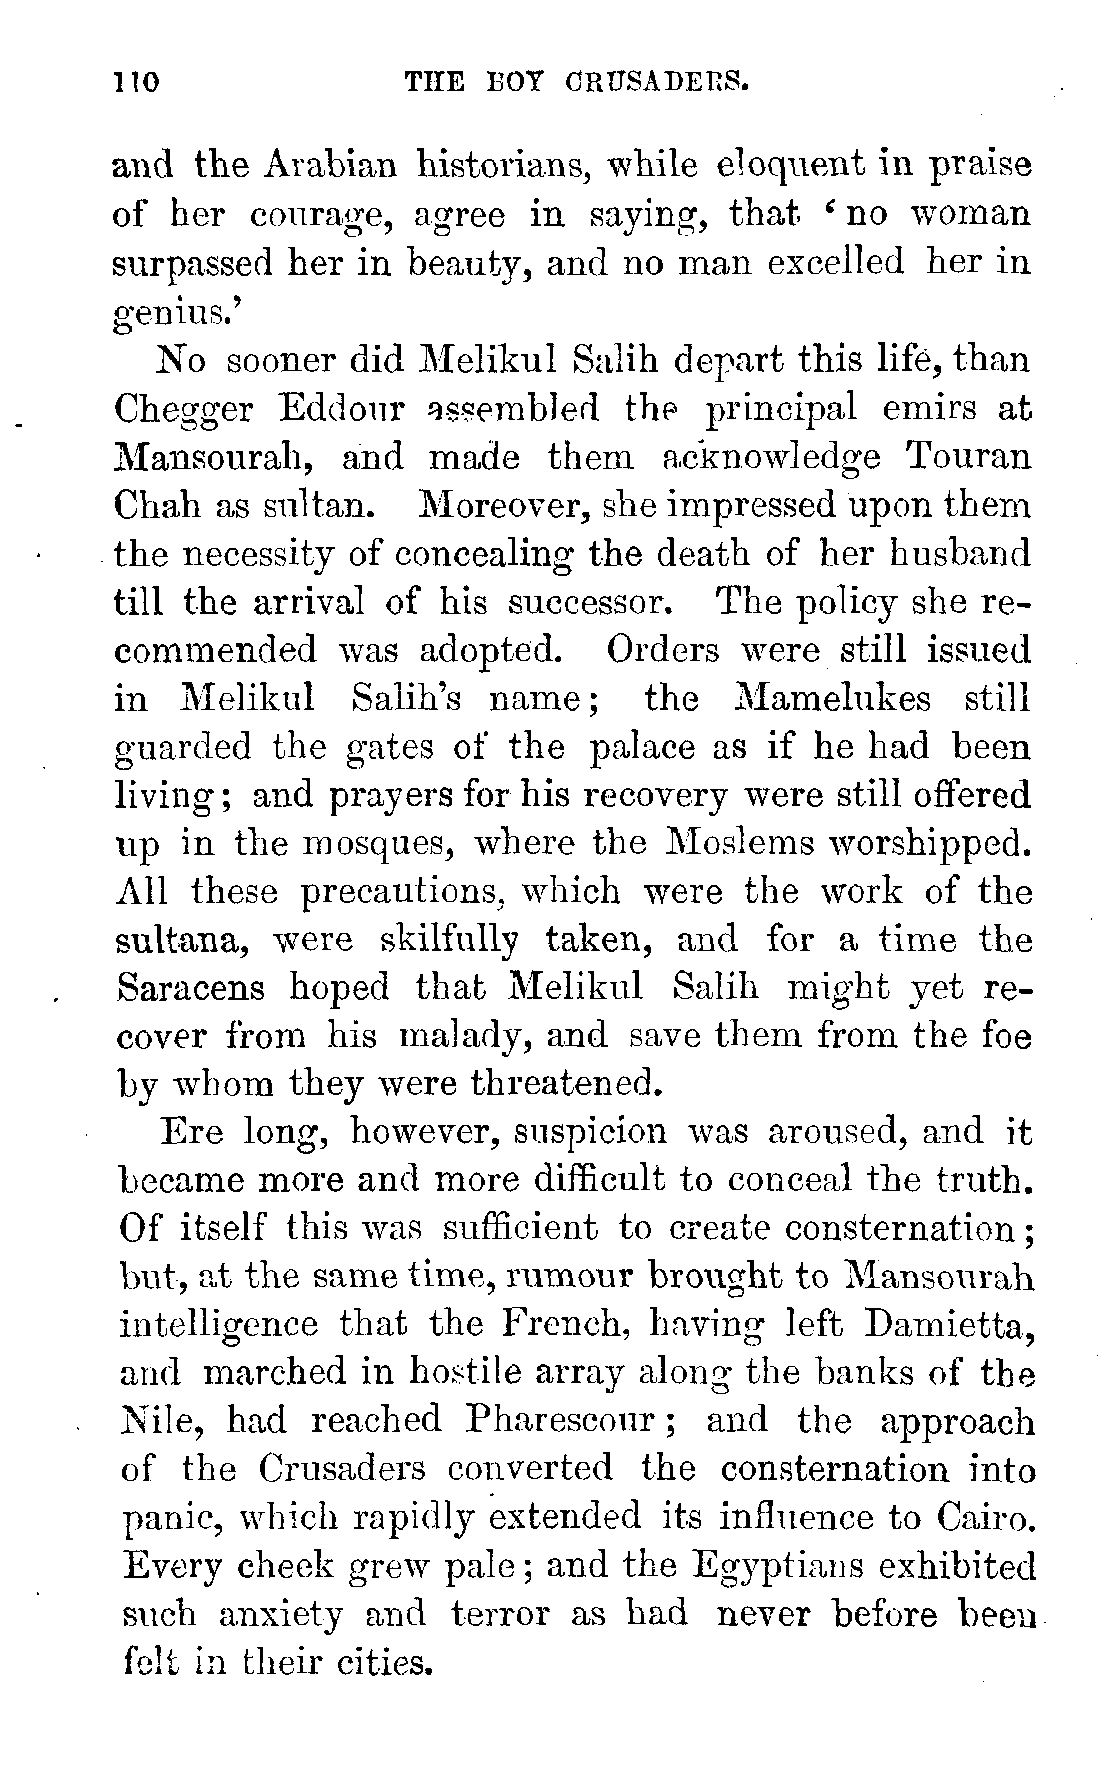 110 THE BOY CRUSADERS.
and the Arabian historians, while eloquent in praise
of her courage, agree in saying, that ‘ no woman
surpassed her in beauty, and no man excelled her in
genius.’
No sooner did Melikul Salih depart this life, than
Chegger Eddour assembled the principal emirs at
Mansourah, and made them acknowledge Touran
Chah as sultan. Moreover, she impressed upon them
the necessity of concealing the death of her husband
till the arrival of his successor. The policy she re-
commended was adopted. Orders were still issued
in Melikul Salih’s name ; the Mamelukes still
guarded the gates of the palace as if he had been
living ; and prayers for his recovery were still offered
up in the mosques, where the Moslems worshipped.
All these precautions, which were the work of the
sultana, were skilfully taken, and for a time the
Saracens hoped that Melikul Salih might yet re-
cover from his malady, and save them from the foe
by whom they were threatened.
Ere long, however, suspicion was aroused, and it
became more and more difficult to conceal the truth.
Of itself this was sufficient to create consternation ;
but, at the same time, rumour brought to Mansourah
intelligence that the French, having left Damietta,
and marched in hostile array along the banks of the
Nile, had reached Pharescour ; and the approach
of the Crusaders converted the consternation into
panic, which rapidly extended its influence to Cairo.
Every cheek grew pale ; and the Egyptians exhibited
such anxiety and terror as had never before been
felt in their cities.